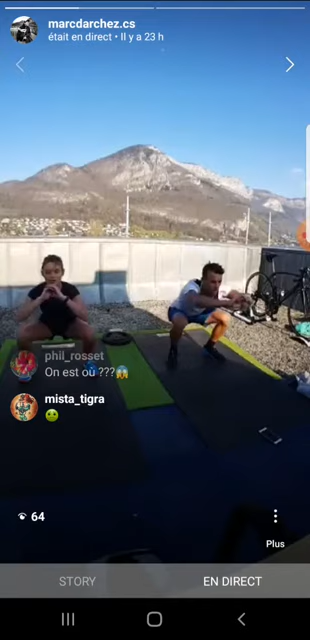 marcdarchez.cs
était en direct • Il y a 23 h
phil_rosset
On est où ???😱
mista_tigra
🤢
64
Plus
STORY
EN DIRECT